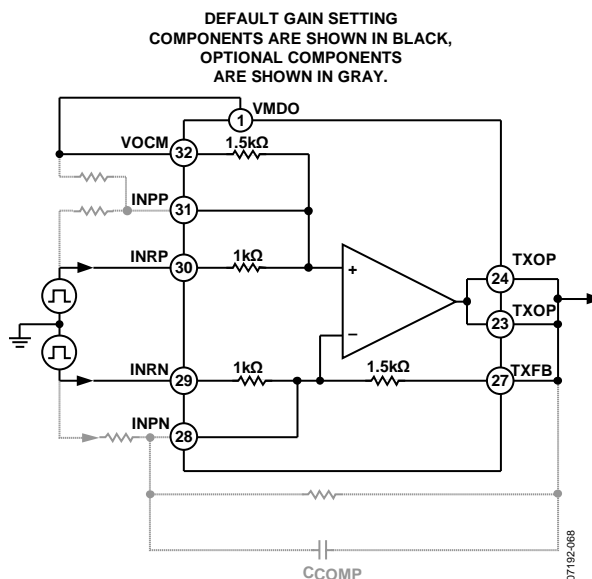 DEFAULT GAIN SETTING
COMPONENTS ARE SHOWN IN BLACK,
OPTIONAL COMPONENTS
ARE SHOWN IN GRAY.
VMDO
1
VOCM
32
1.5kΩ
INPP
31
INRP
30
1kΩ
+
TXOP
24
TXOP
23
–
INRN
29
1kΩ
1.5kΩ
TXFB
27
INPN
28
CCOMP
07192-068